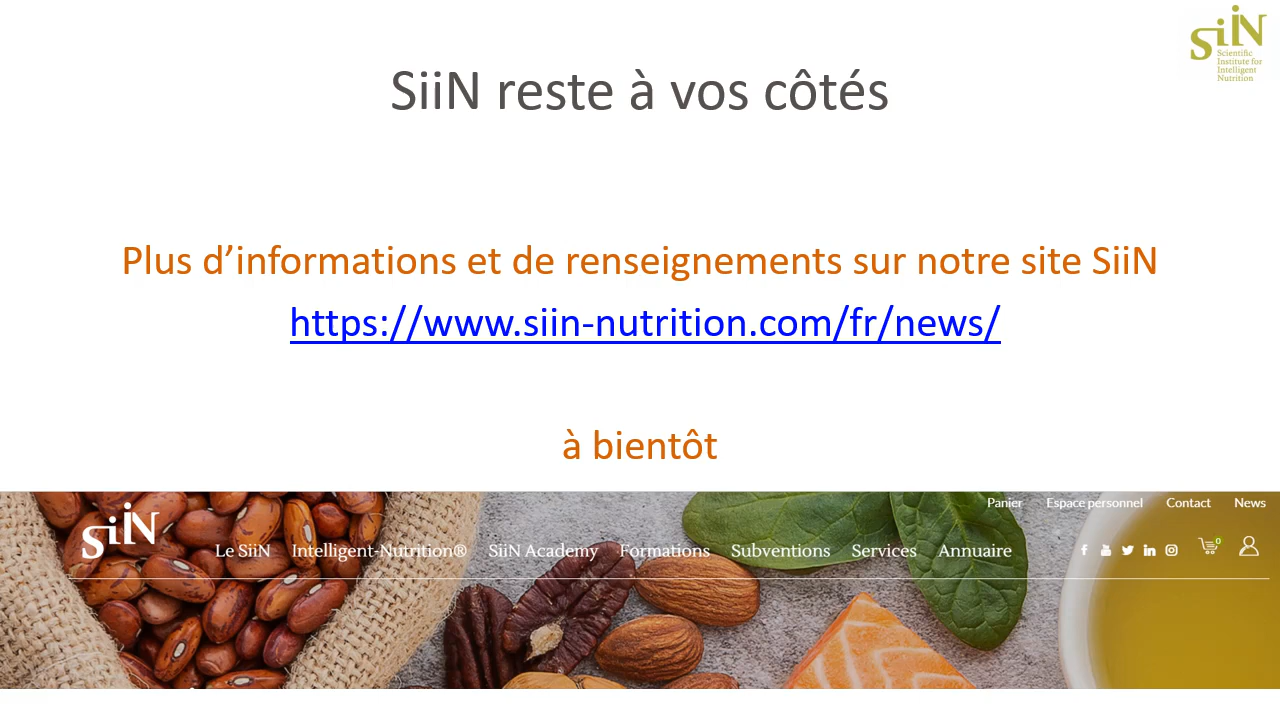 SiiN
Scientific
Institute for
Intelligent
Nutrition
SiiN reste à vos côtés
Plus d’informations et de renseignements sur notre site SiiN
https://www.siin-nutrition.com/fr/news/
à bientôt
Panier Espace personnel Contact News
SiiN
Le SiiN Intelligent-Nutrition® SiiN Academy Formations Subventions Services Annuaire
0